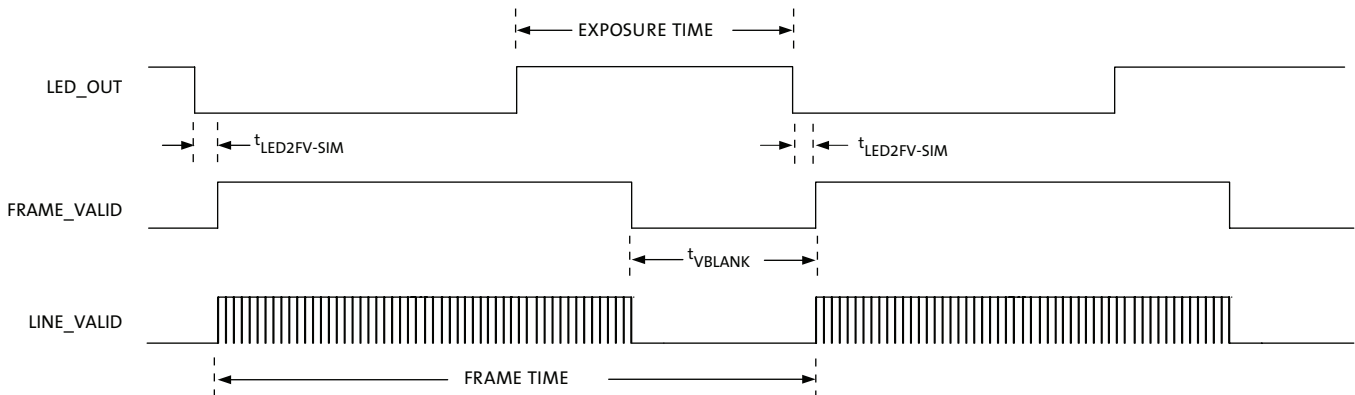 EXPOSURE TIME
LED_OUT
tLED2FV-SIM
tLED2FV-SIM
FRAME_VALID
tVBLANK
LINE_VALID
FRAME TIME